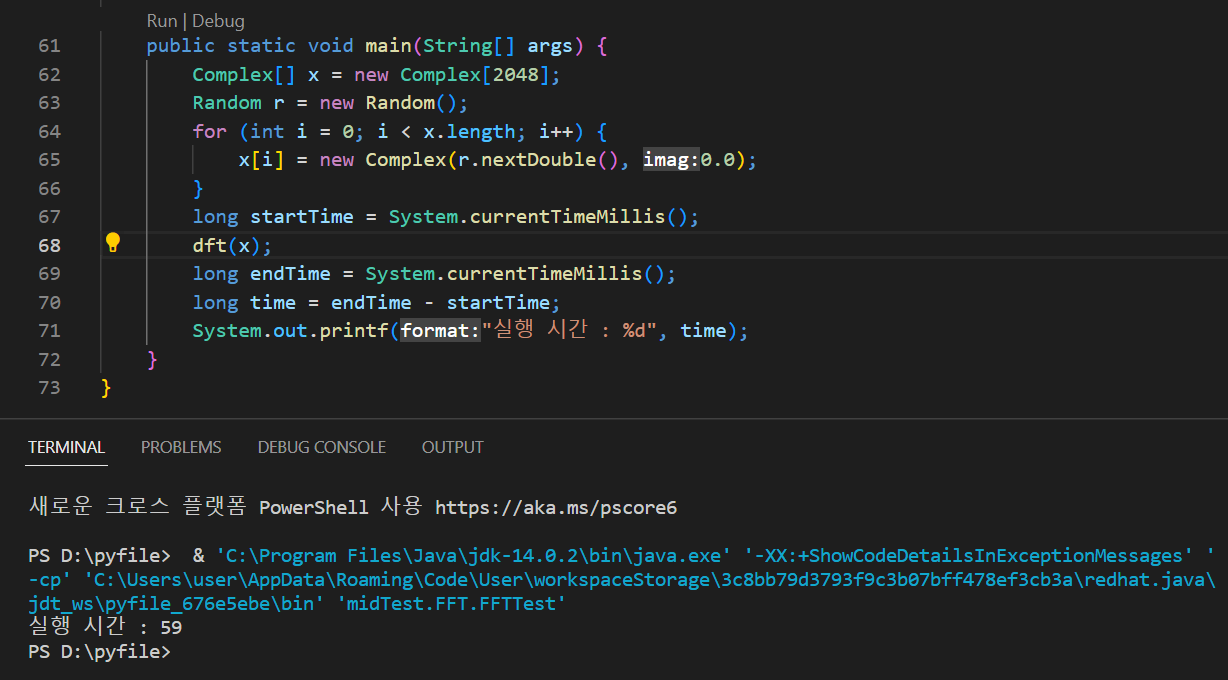 Run | Debug
61 public static void main(String[] args) {
62 Complex[] x = new Complex[2048];
63 Random r = new Random();
64 for (int i = 0; i < x.length; i++) {
65 x[i] = new Complex(r.nextDouble(), imag:0.0);
66 }
67 long startTime = System.currentTimeMillis();
68 dft(x);
69 long endTime = System.currentTimeMillis();
70 long time = endTime - startTime;
71 System.out.printf(format:"실행 시간 : %d", time);
72 }
73 }
TERMINAL PROBLEMS DEBUG CONSOLE OUTPUT
새로운 크로스 플랫폼 PowerShell 사용 https://aka.ms/pscore6
PS D:\pyfile>  & 'C:\Program Files\Java\jdk-14.0.2\bin\java.exe' '-XX:+ShowCodeDetailsInExceptionMessages' '
-cp' 'C:\Users\user\AppData\Roaming\Code\User\workspaceStorage\3c8bb79d3793f9c3b07bff478ef3cb3a\redhat.java\
jdt_ws\pyfile_676e5ebe\bin' 'midTest.FFT.FFTTest'
실행 시간 : 59
PS D:\pyfile>